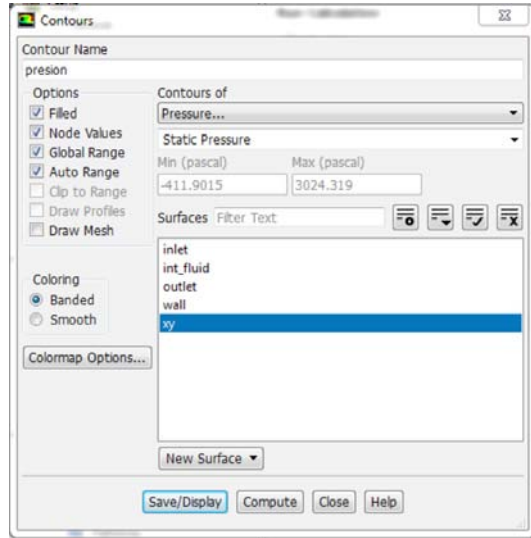 Contours
Contour Name
presion
Options
Filled
Node Values
Global Range
Auto Range
Clip to Range
Draw Profiles
Draw Mesh
Coloring
Banded
Smooth
Colormap Options...
Contours of
Pressure...
Static Pressure
Min (pascal) Max (pascal)
-411.9015 3024.319
Surfaces Filter Text
inlet
int_fluid
outlet
wall
xy
New Surface
Save/Display Compute Close Help